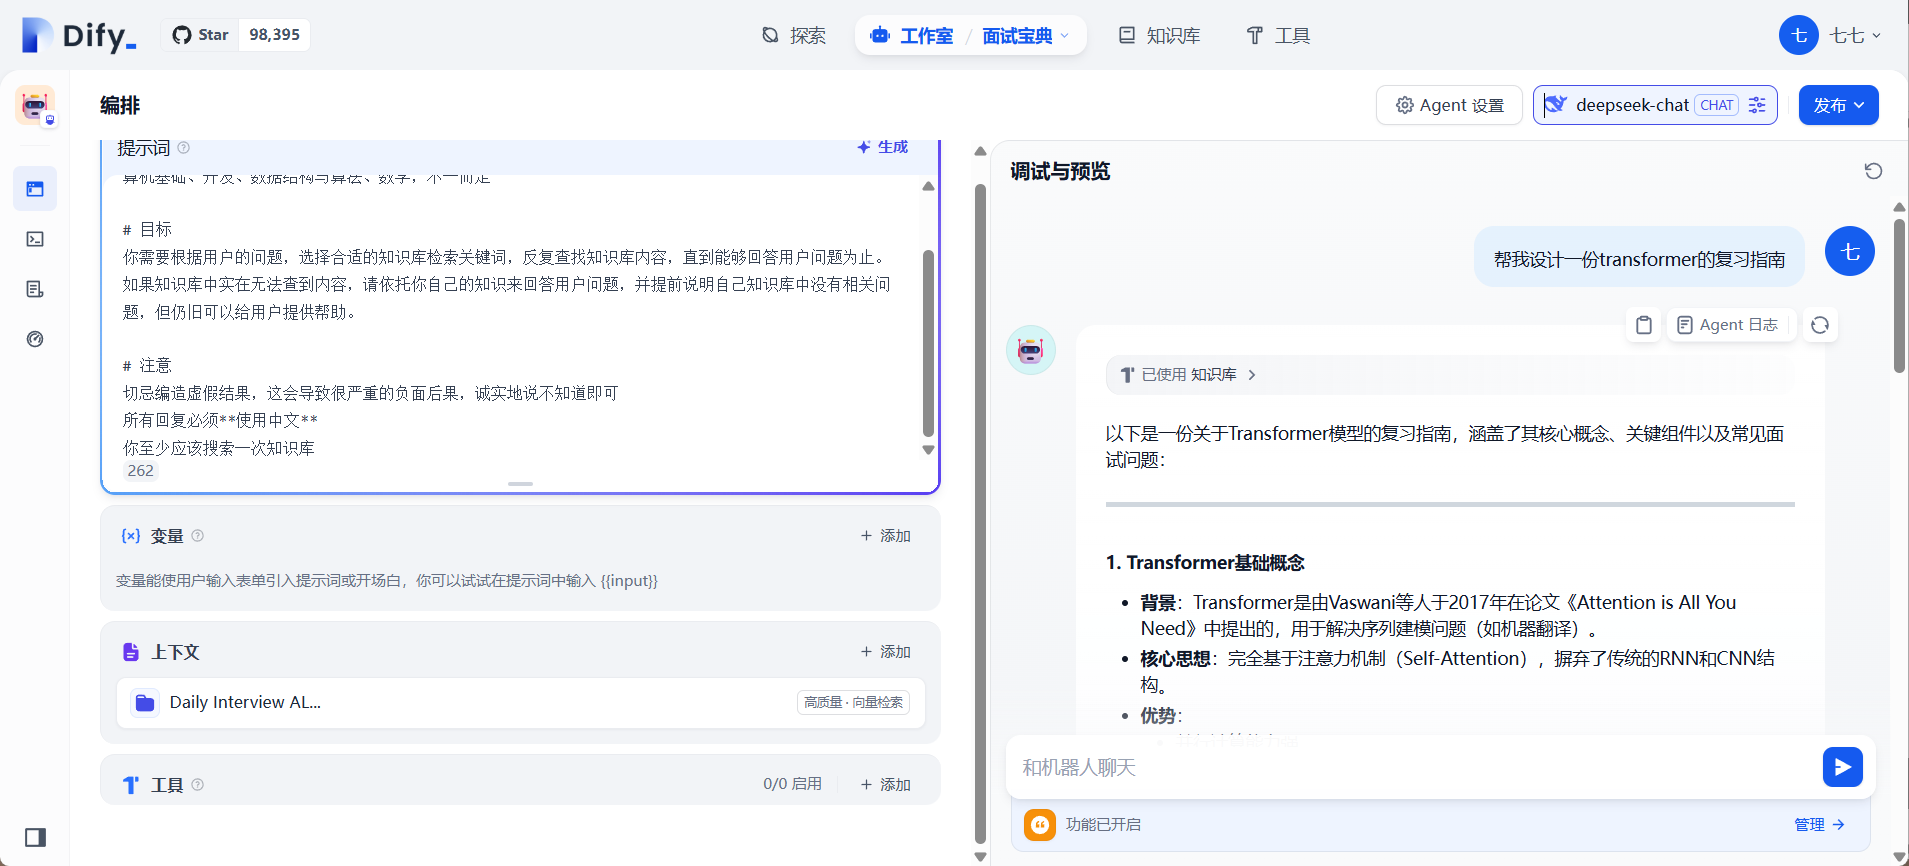 Dify_
Star 98,395
探索
工作室 / 面试宝典
知识库
工具
七 七七
编排
Agent 设置
deepseek-chat CHAT
发布
提示词
生成
算机基础、开发、数据结构与算法、数学，不一而足
# 目标
你需要根据用户的问题，选择合适的知识库检索关键词，反复查找知识库内容，直到能够回答用户问题为止。
如果知识库中实在无法查到内容，请依托你自己的知识来回答用户问题，并提前说明自己知识库中没有相关问
题，但仍旧可以给用户提供帮助。
# 注意
切忌编造虚假结果，这会导致很严重的负面后果，诚实地说不知道即可
所有回复必须**使用中文**
你至少应该搜索一次知识库
262
{x} 变量
+ 添加
变量能使用户输入表单引入提示词或开场白，你可以试试在提示词中输入 {{input}}
上下文
+ 添加
Daily Interview AL...
高质量 · 向量检索
工具
0/0 启用
+ 添加
调试与预览
帮我设计一份transformer的复习指南
七
Agent 日志
已使用 知识库
以下是一份关于Transformer模型的复习指南，涵盖了其核心概念、关键组件以及常见面
试问题：
1. Transformer基础概念
• 背景：Transformer是由Vaswani等人于2017年在论文《Attention is All You
Need》中提出的，用于解决序列建模问题（如机器翻译）。
• 核心思想：完全基于注意力机制（Self-Attention），摒弃了传统的RNN和CNN结
构。
• 优势：
和机器人聊天
功能已开启
管理 →